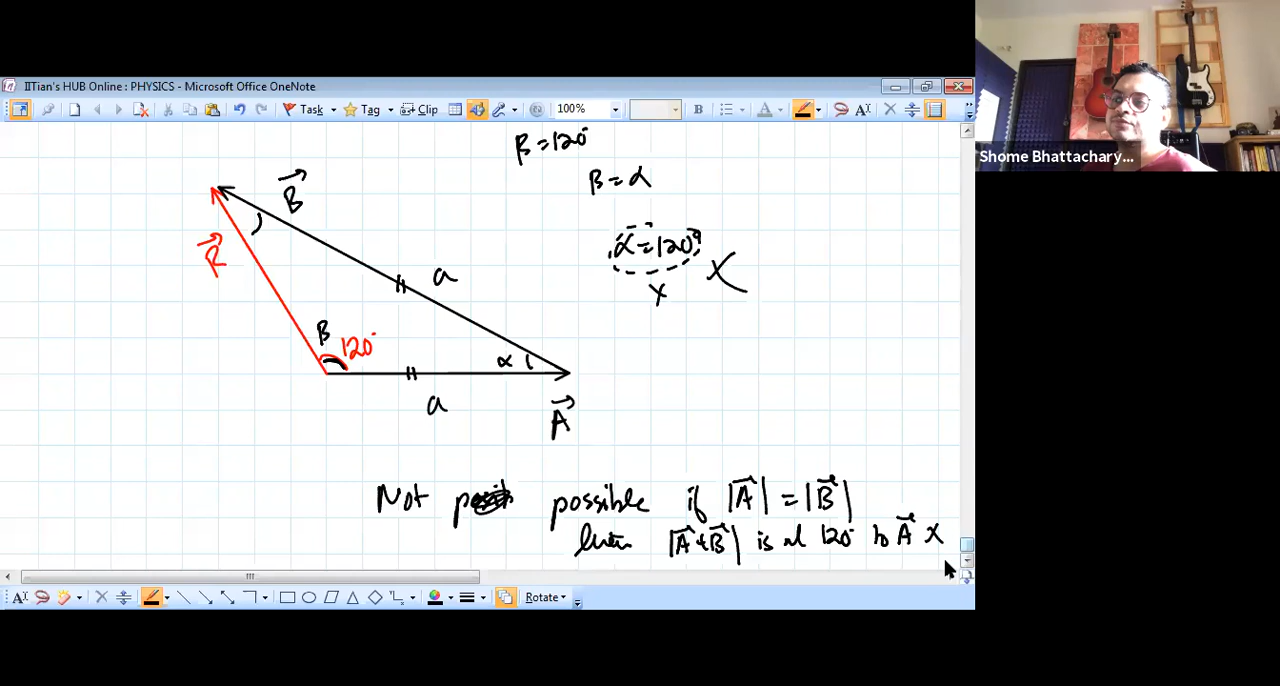 IITian's HUB Online : PHYSICS - Microsoft Office OneNote
Task Tag Clip 100% B A A
β = 120°
β = α
B
α = 120°
x X
R
a
B
120°
α
a
A
Not possible if |A| = |B|
then |A+B| is at 120° to A X
A Rotate
Shome Bhattachary...